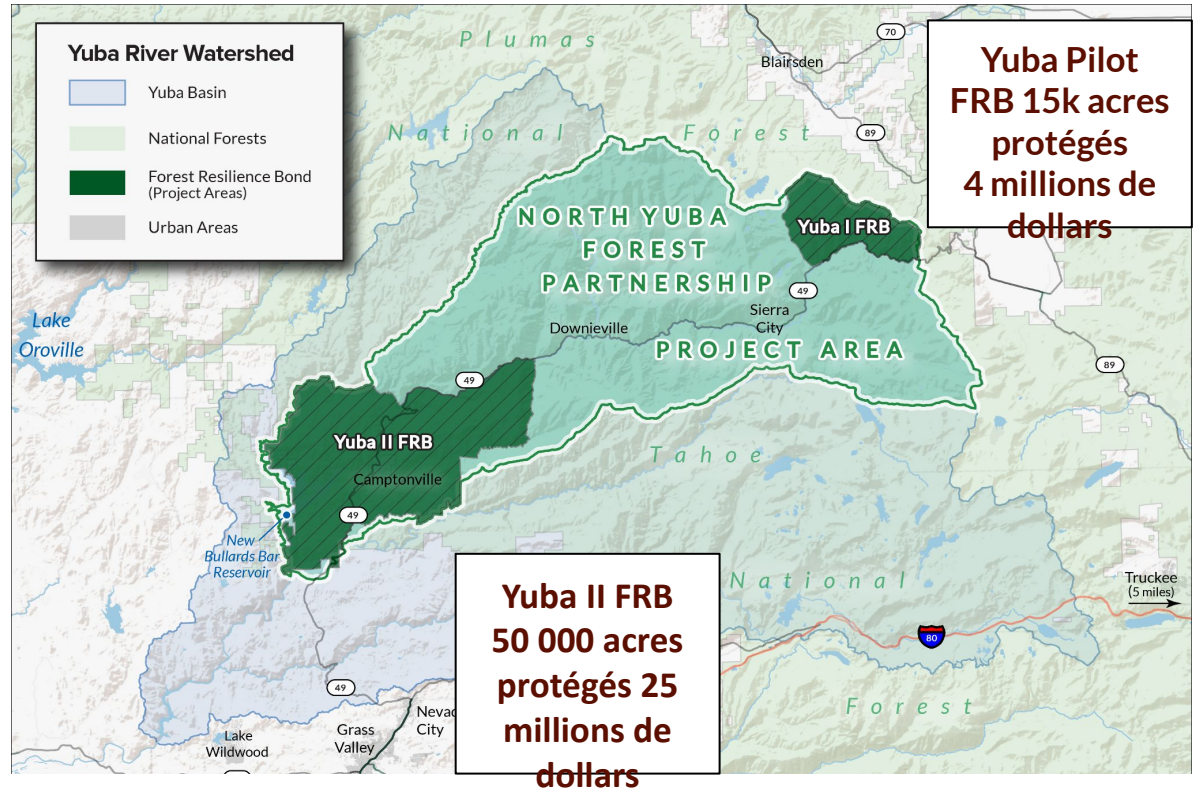 Yuba River Watershed
Yuba Basin
National Forests
Forest Resilience Bond
(Project Areas)
Urban Areas
Yuba Pilot
FRB 15k acres
protégés
4 millions de
dollars
Plumas
National Forest
70
Blairsden
89
NORTH YUBA
FOREST
PARTNERSHIP
PROJECT AREA
Yuba I FRB
49
Sierra
City
Downieville
Lake
Oroville
89
49
Yuba II FRB
Camptonville
49
New
Bullards Bar
Reservoir
Tahoe
National
Forest
Truckee
(5 miles)
80
Yuba II FRB
50 000 acres
protégés 25
millions de
dollars
49
Lake
Wildwood
Grass
Valley
City